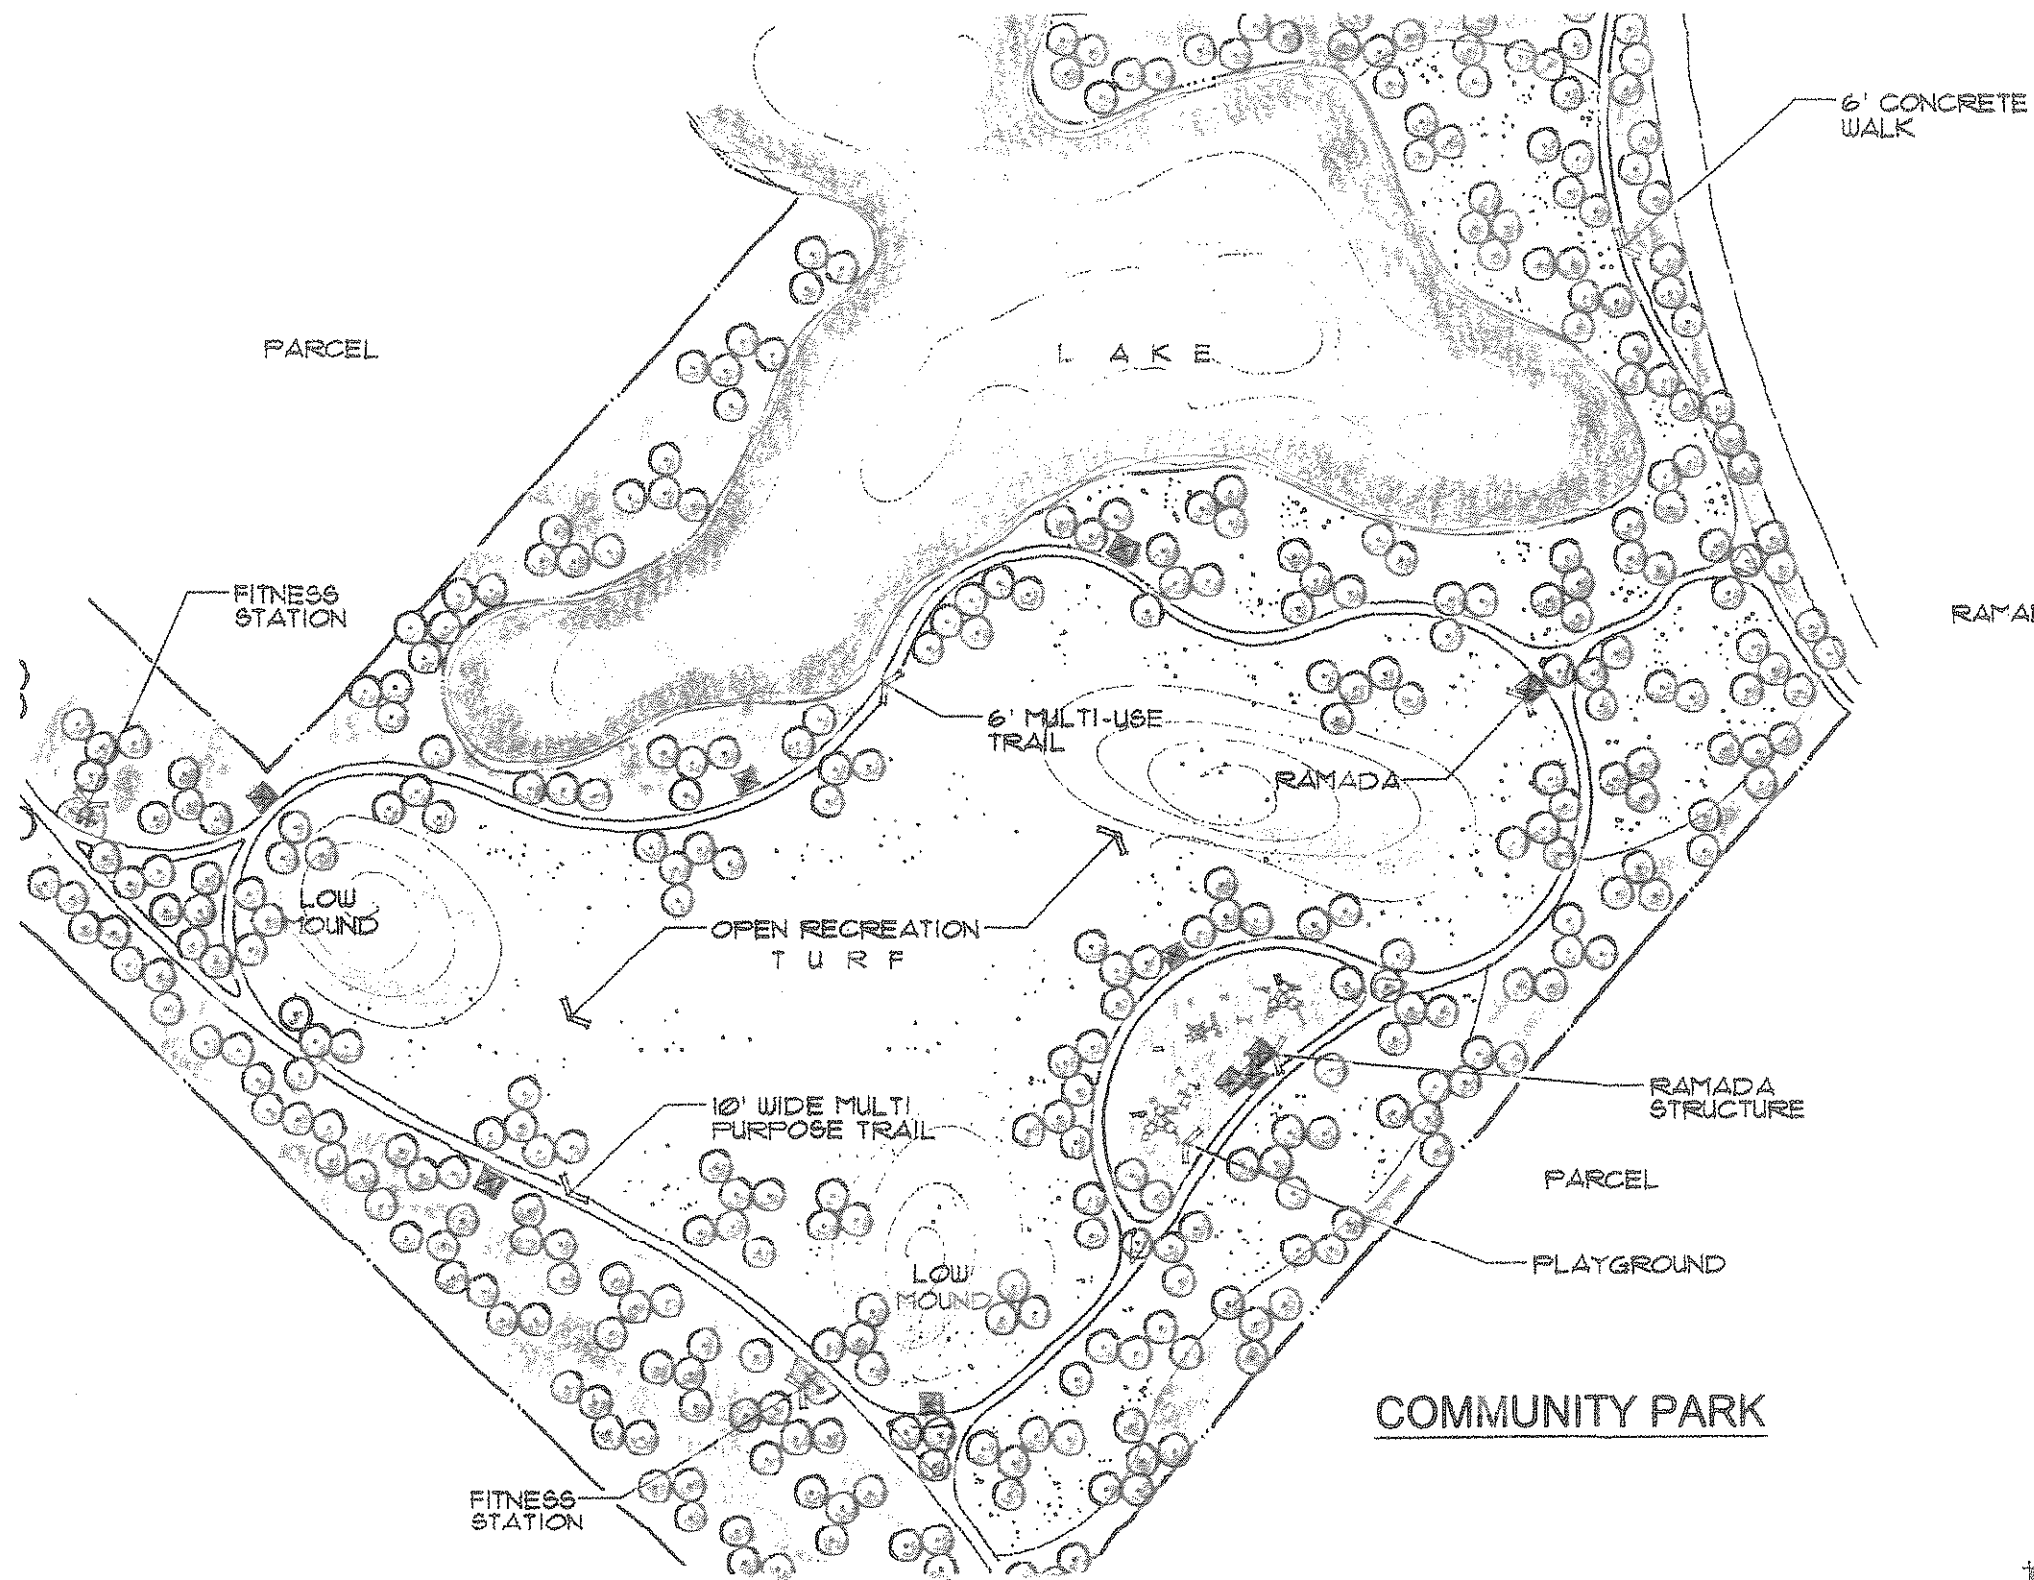 6' CONCRETE
WALK
PARCEL
L A K E
FITNESS
STATION
6' MULTI-USE
TRAIL
RAMADA
LOW
MOUND
OPEN RECREATION
T U R F
10' WIDE MULTI
PURPOSE TRAIL
RAMADA
STRUCTURE
PARCEL
PLAYGROUND
LOW
MOUND
COMMUNITY PARK
FITNESS
STATION